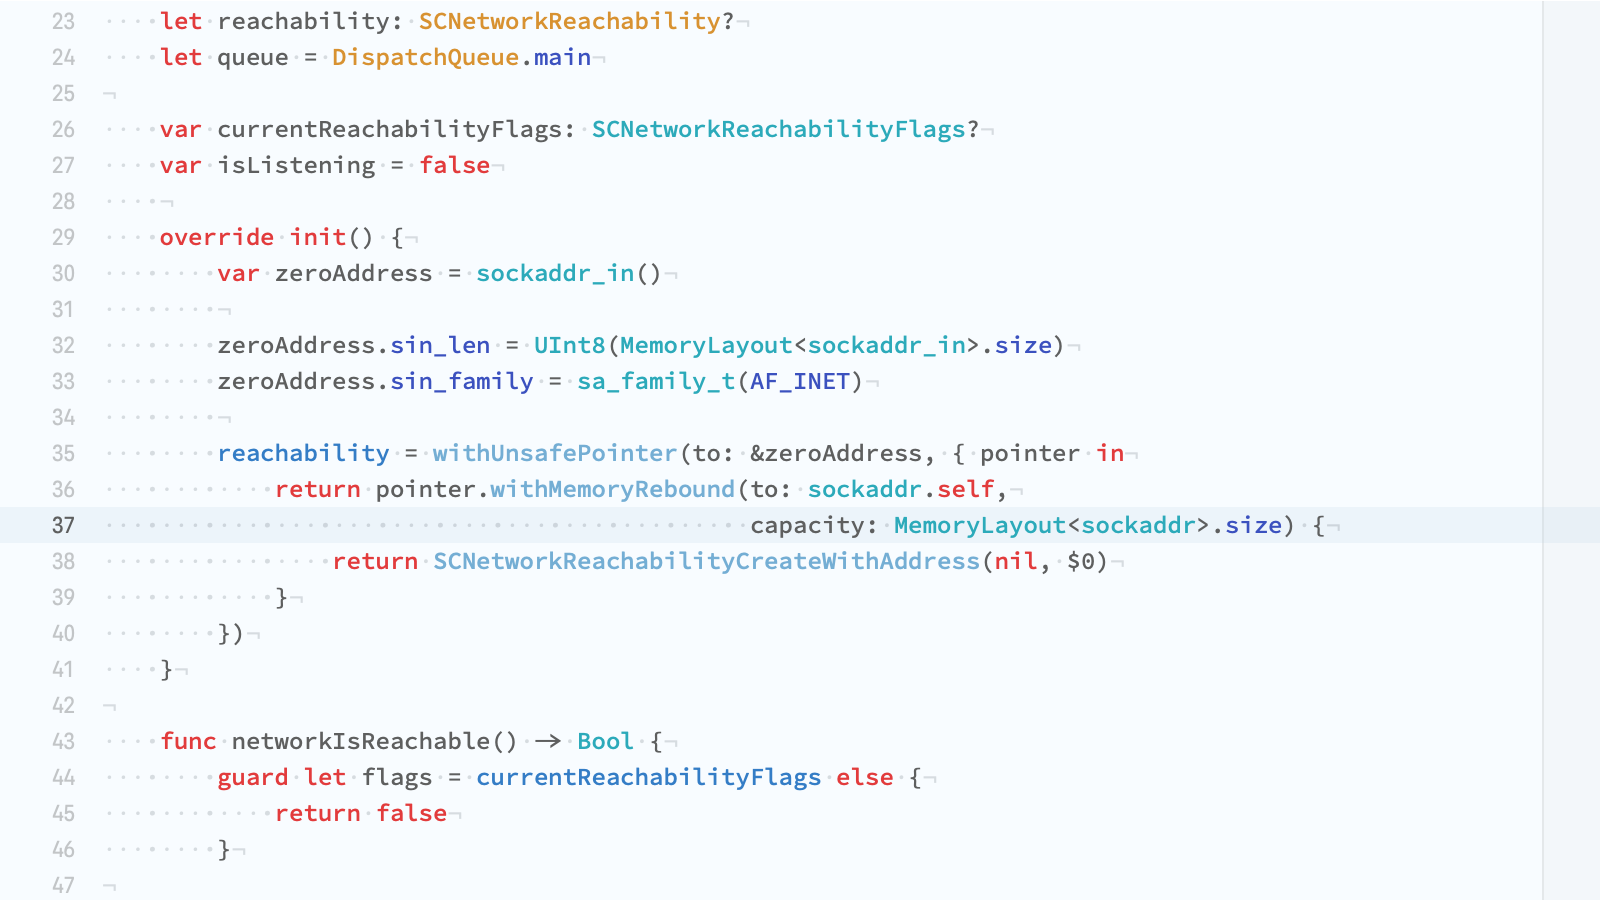 23 let reachability: SCNetworkReachability?
24 let queue = DispatchQueue.main
25
26 var currentReachabilityFlags: SCNetworkReachabilityFlags?
27 var isListening = false
28
29 override init() {
30 var zeroAddress = sockaddr_in()
31
32 zeroAddress.sin_len = UInt8(MemoryLayout<sockaddr_in>.size)
33 zeroAddress.sin_family = sa_family_t(AF_INET)
34
35 reachability = withUnsafePointer(to: &zeroAddress, { pointer in
36 return pointer.withMemoryRebound(to: sockaddr.self,
37 capacity: MemoryLayout<sockaddr>.size) {
38 return SCNetworkReachabilityCreateWithAddress(nil, $0)
39 }
40 })
41 }
42
43 func networkIsReachable() -> Bool {
44 guard let flags = currentReachabilityFlags else {
45 return false
46 }
47